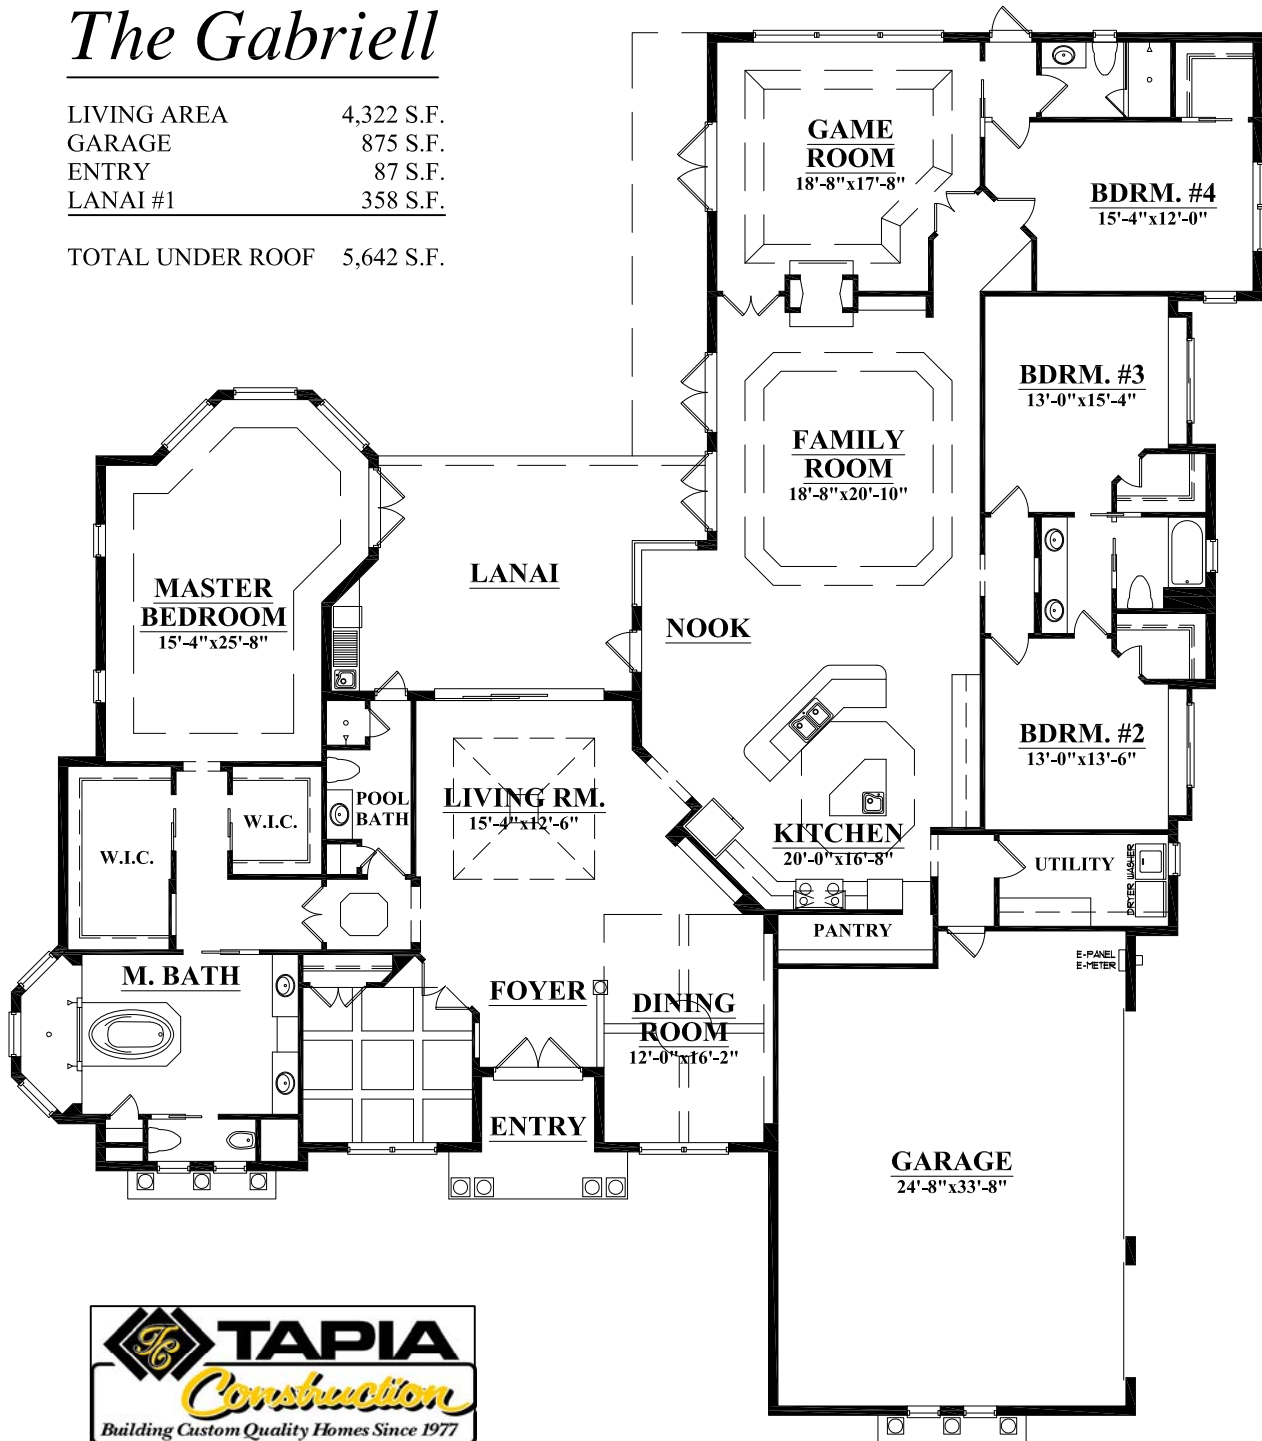 The Gabriell
LIVING AREA 4,322 S.F.
GARAGE 875 S.F.
ENTRY 87 S.F.
LANAI #1 358 S.F.
TOTAL UNDER ROOF 5,642 S.F.
GAME
ROOM
18'-8"x17'-8"
BDRM. #4
15'-4"x12'-0"
BDRM. #3
13'-0"x15'-4"
FAMILY
ROOM
18'-8"x20'-10"
LANAI
MASTER
BEDROOM
15'-4"x25'-8"
NOOK
BDRM. #2
13'-0"x13'-6"
POOL
BATH
LIVING RM.
15'-4"x12'-6"
W.I.C.
W.I.C.
KITCHEN
20'-0"x16'-8"
UTILITY
DRYER WASHER
PANTRY
E-PANEL
E-METER
M. BATH
FOYER
DINING
ROOM
12'-0"x16'-2"
ENTRY
GARAGE
24'-8"x33'-8"
TC
TAPIA
Construction
Building Custom Quality Homes Since 1977